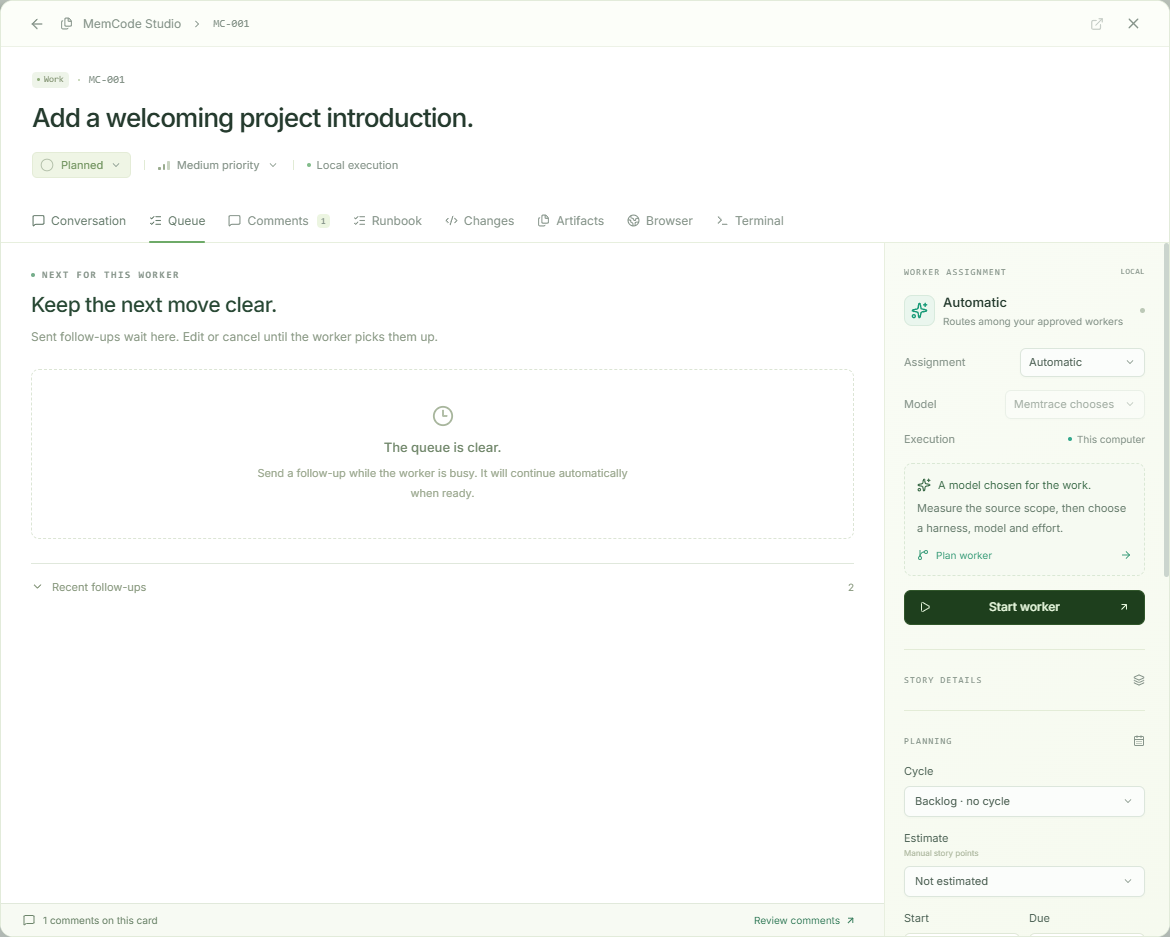 MemCode Studio > MC-001
• Work · MC-001
Add a welcoming project introduction.
Planned
Medium priority
• Local execution
Conversation
Queue
Comments 1
Runbook
Changes
Artifacts
Browser
Terminal
• NEXT FOR THIS WORKER
Keep the next move clear.
Sent follow-ups wait here. Edit or cancel until the worker picks them up.
The queue is clear.
Send a follow-up while the worker is busy. It will continue automatically
when ready.
Recent follow-ups 2
1 comments on this card
Review comments
WORKER ASSIGNMENT LOCAL
Automatic
Routes among your approved workers
Assignment Automatic
Model Memtrace chooses
Execution • This computer
A model chosen for the work.
Measure the source scope, then choose
a harness, model and effort.
Plan worker
Start worker
STORY DETAILS
PLANNING
Cycle
Backlog · no cycle
Estimate
Manual story points
Not estimated
Start Due